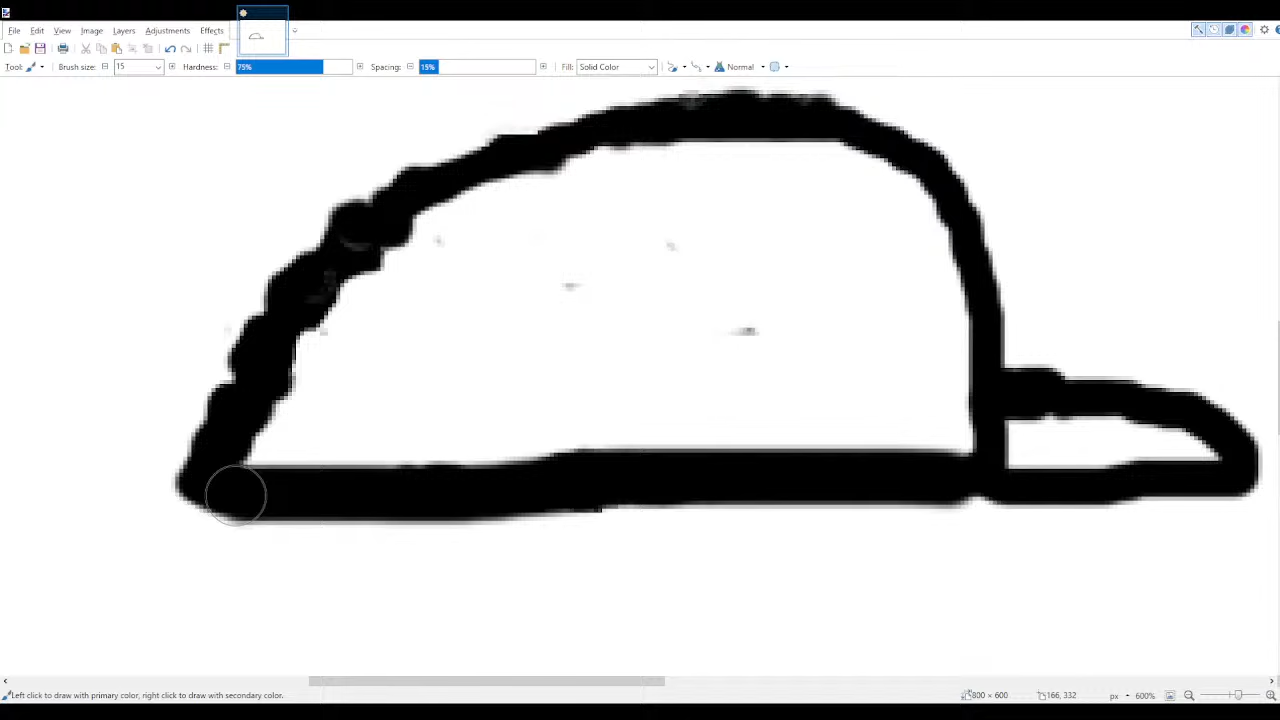 File Edit View Image Layers Adjustments Effects
Tool: Brush size: 15 Hardness: 75% Spacing: 15% Fill: Solid Color Normal
Left click to draw with primary color, right click to draw with secondary color. 800 × 600 166, 332 px 600%